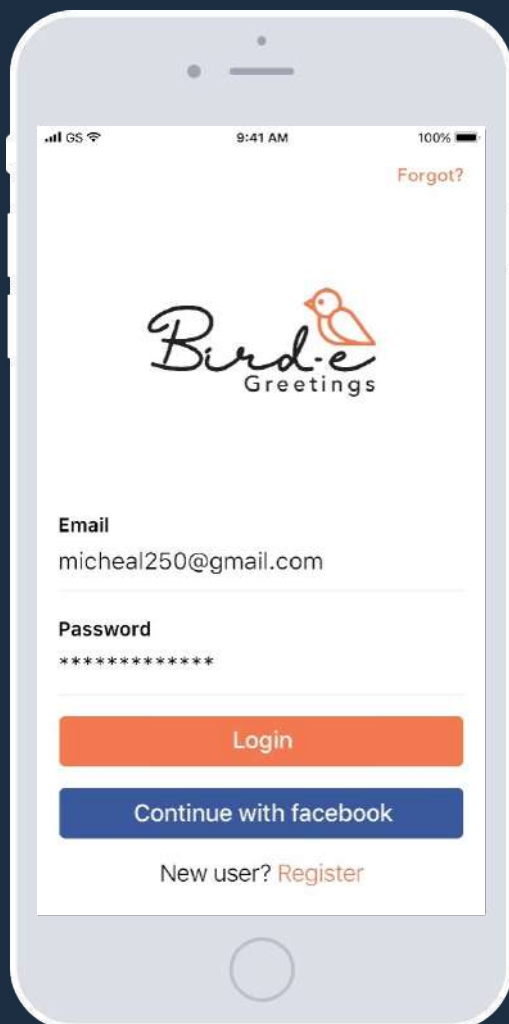 GS 9:41 AM 100%
Forgot?
Bird-e
Greetings
Email
micheal250@gmail.com
Password
*************
Login
Continue with facebook
New user? Register